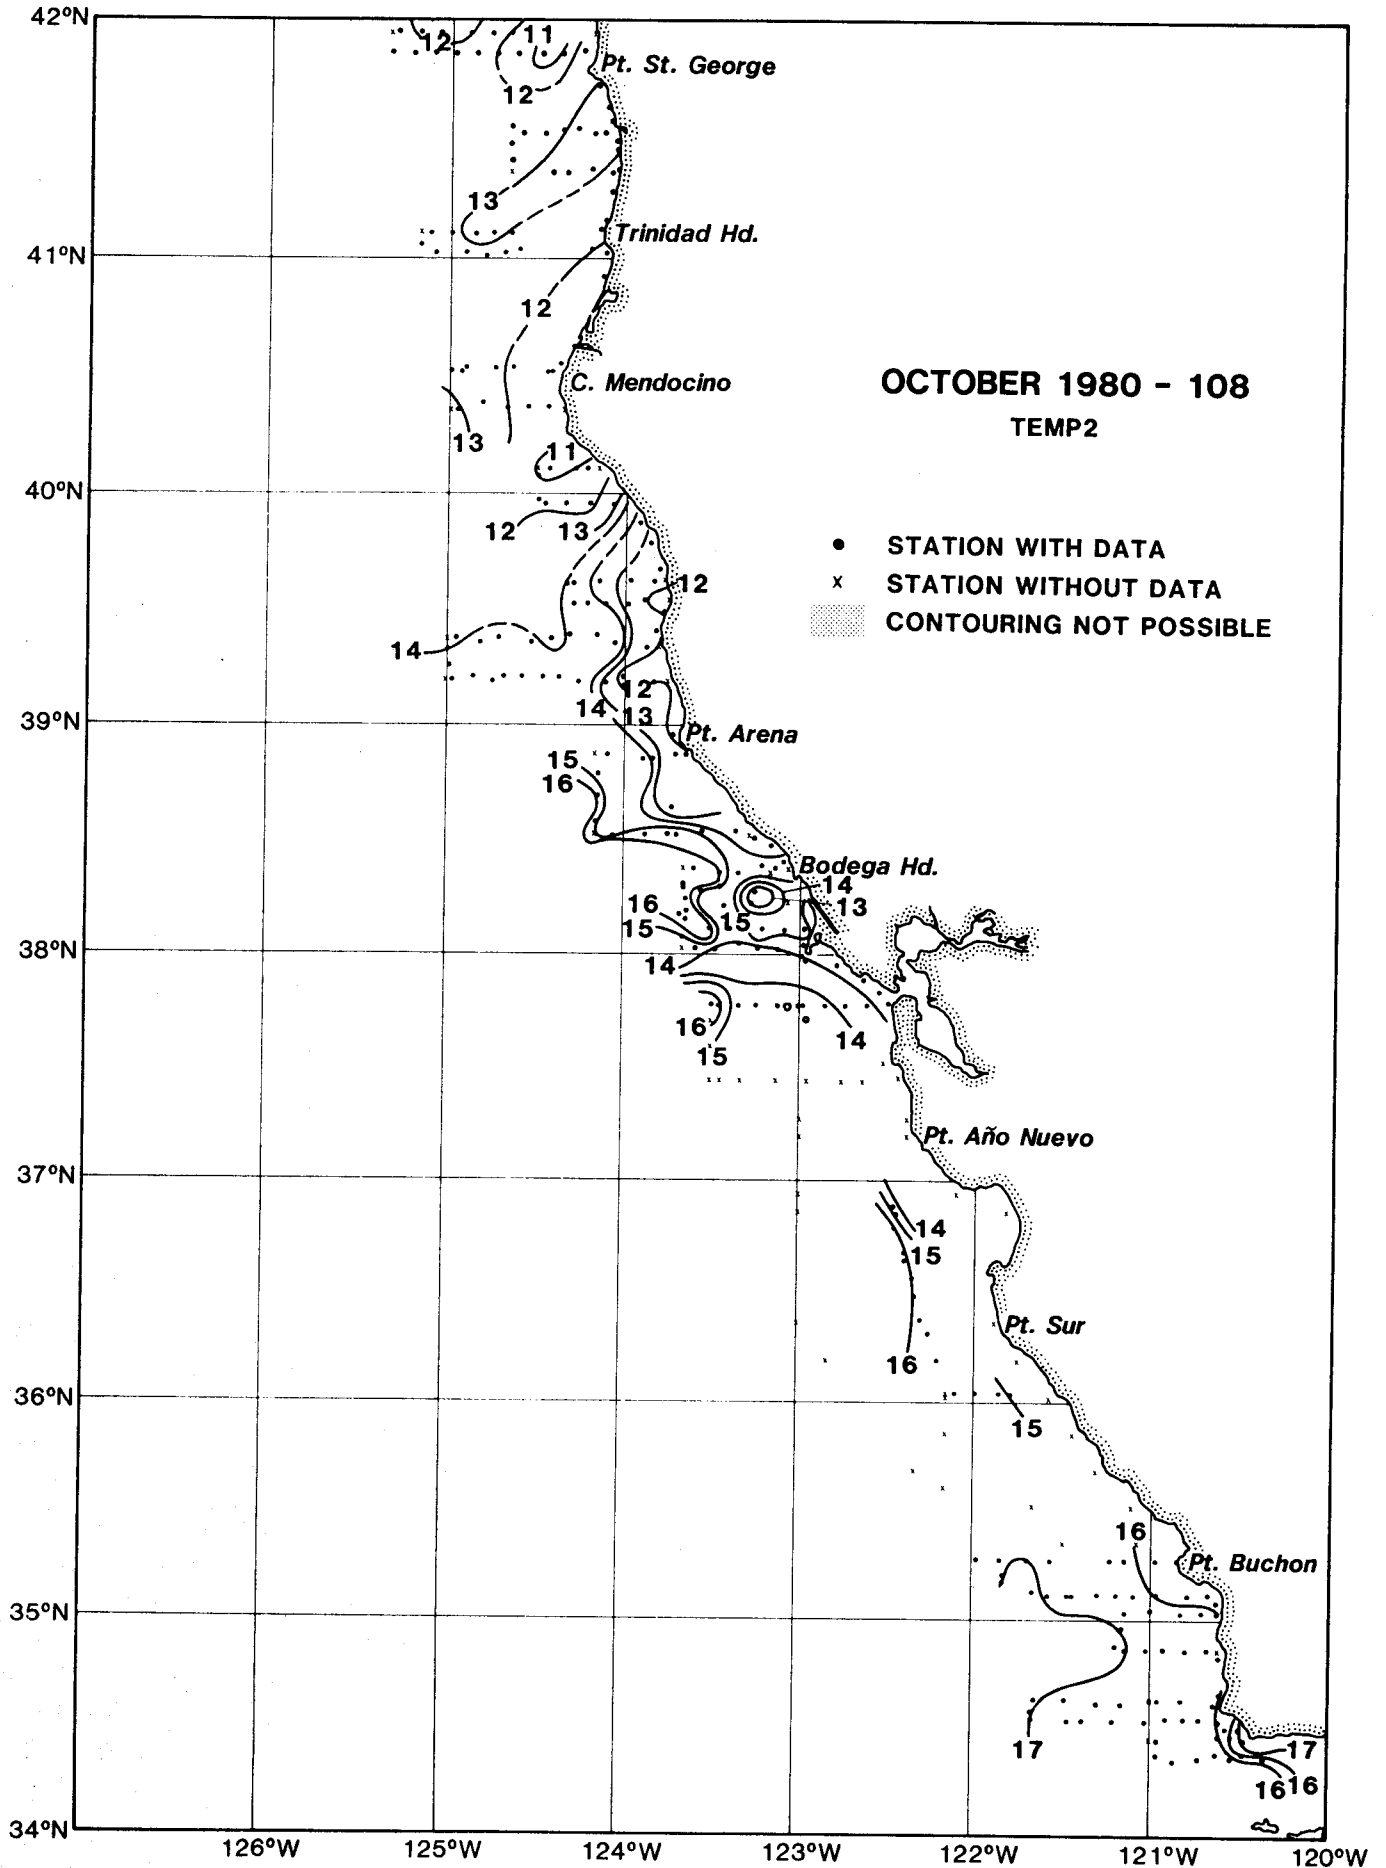 42°N
12
11
Pt. St. George
12
13
Trinidad Hd.
41°N
12
C. Mendocino
OCTOBER 1980 - 108
TEMP2
13
11
40°N
12
13
• STATION WITH DATA
x STATION WITHOUT DATA
CONTOURING NOT POSSIBLE
12
14
12
14
13
39°N
Pt. Arena
15
16
Bodega Hd.
14
13
16
15
15
38°N
14
16
14
15
Pt. Año Nuevo
37°N
14
15
Pt. Sur
16
36°N
15
16
Pt. Buchon
35°N
17
17
16
16
34°N
126°W
125°W
124°W
123°W
122°W
121°W
120°W